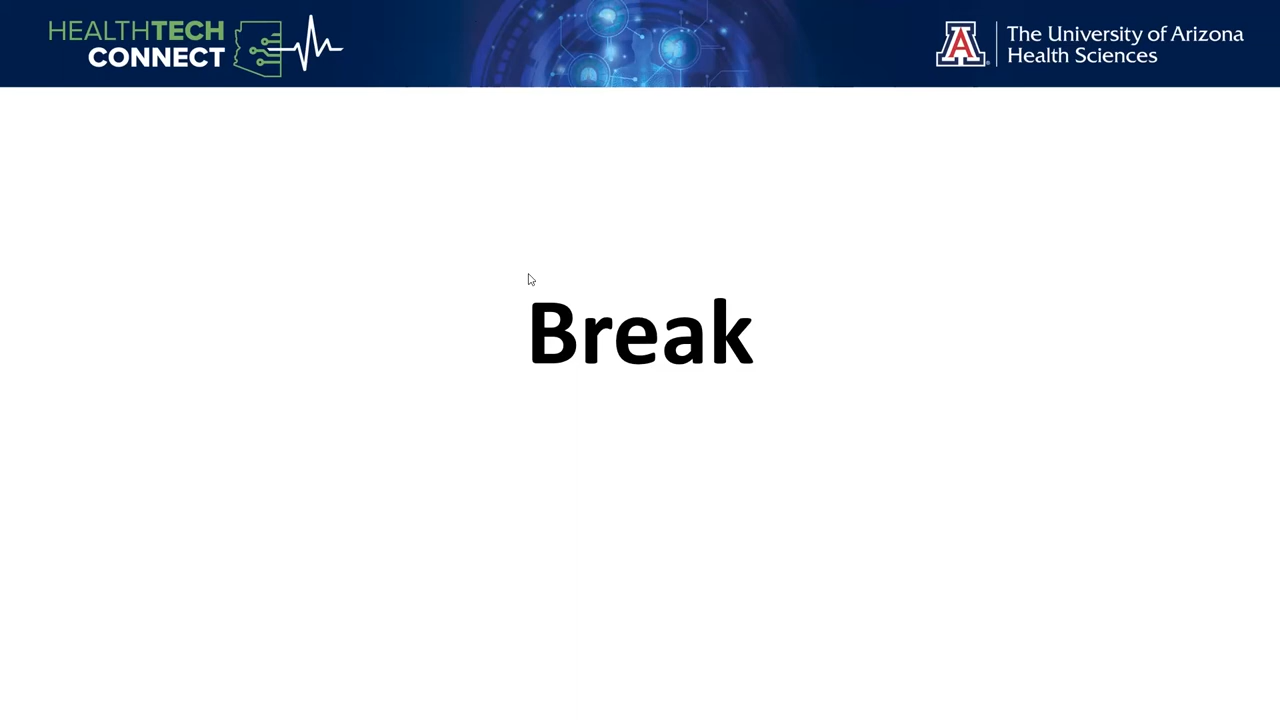 HEALTHTECH
CONNECT
A
The University of Arizona
Health Sciences
Break